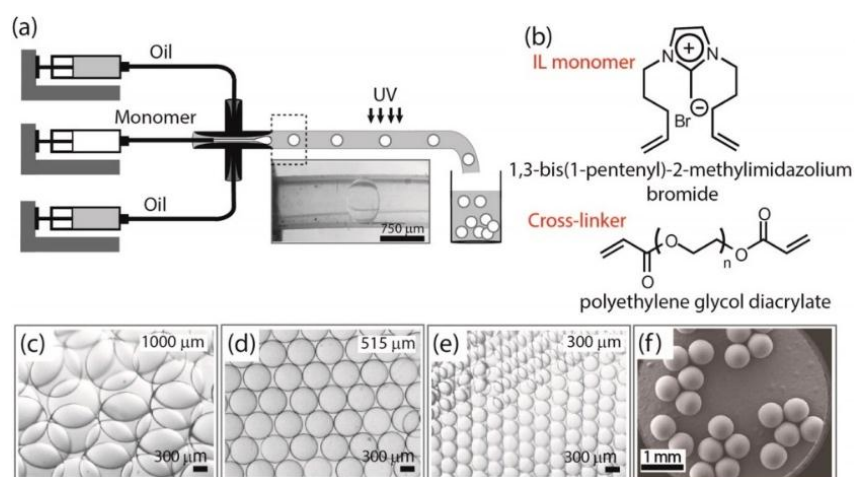 (a)
Oil
Monomer
Oil
UV
750 µm
(b)
IL monomer
N
+
N
−
Br
1,3-bis(1-pentenyl)-2-methylimidazolium
bromide
Cross-linker
O
O
O
O
n
polyethylene glycol diacrylate
(c)
1000 µm
300 µm
(d)
515 µm
300 µm
(e)
300 µm
300 µm
(f)
1 mm